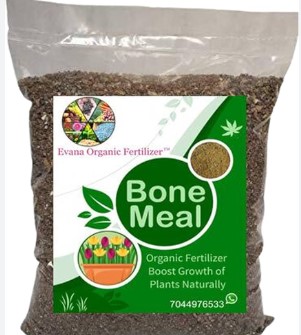 Evana Organic Fertilizer™
Bone
Meal
Organic Fertilizer
Boost Growth of
Plants Naturally
7044976533